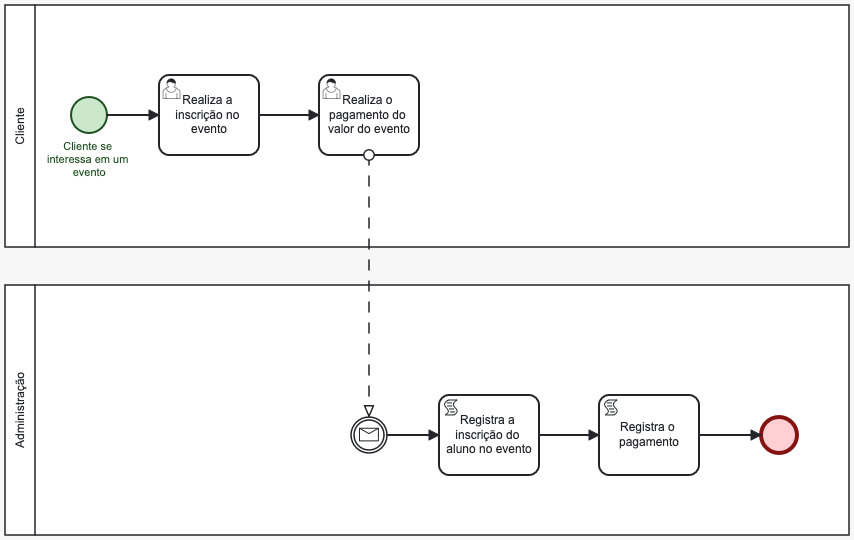 Cliente
Cliente se
interessa em um
evento
Realiza a
inscrição no
evento
Realiza o
pagamento do
valor do evento
Administração
Registra a
inscrição do
aluno no evento
Registra o
pagamento